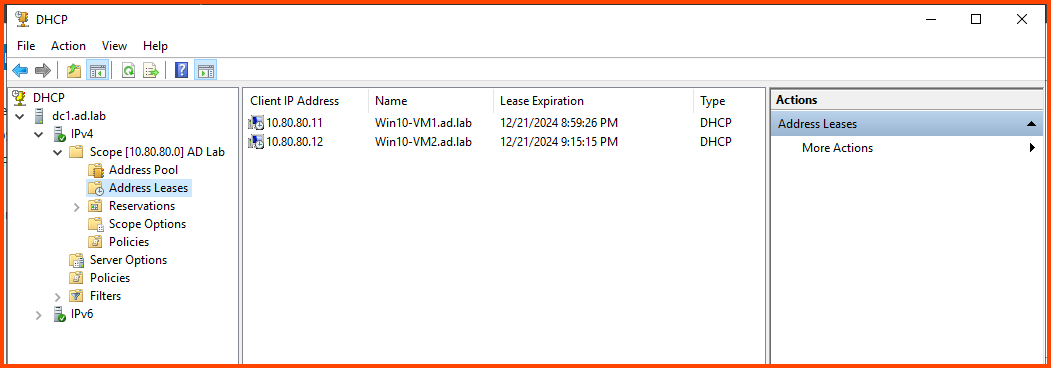 DHCP
File Action View Help
DHCP
dc1.ad.lab
IPv4
Scope [10.80.80.0] AD Lab
Address Pool
Address Leases
Reservations
Scope Options
Policies
Server Options
Policies
Filters
IPv6
Client IP Address Name Lease Expiration Type
10.80.80.11 Win10-VM1.ad.lab 12/21/2024 8:59:26 PM DHCP
10.80.80.12 Win10-VM2.ad.lab 12/21/2024 9:15:15 PM DHCP
Actions
Address Leases
More Actions